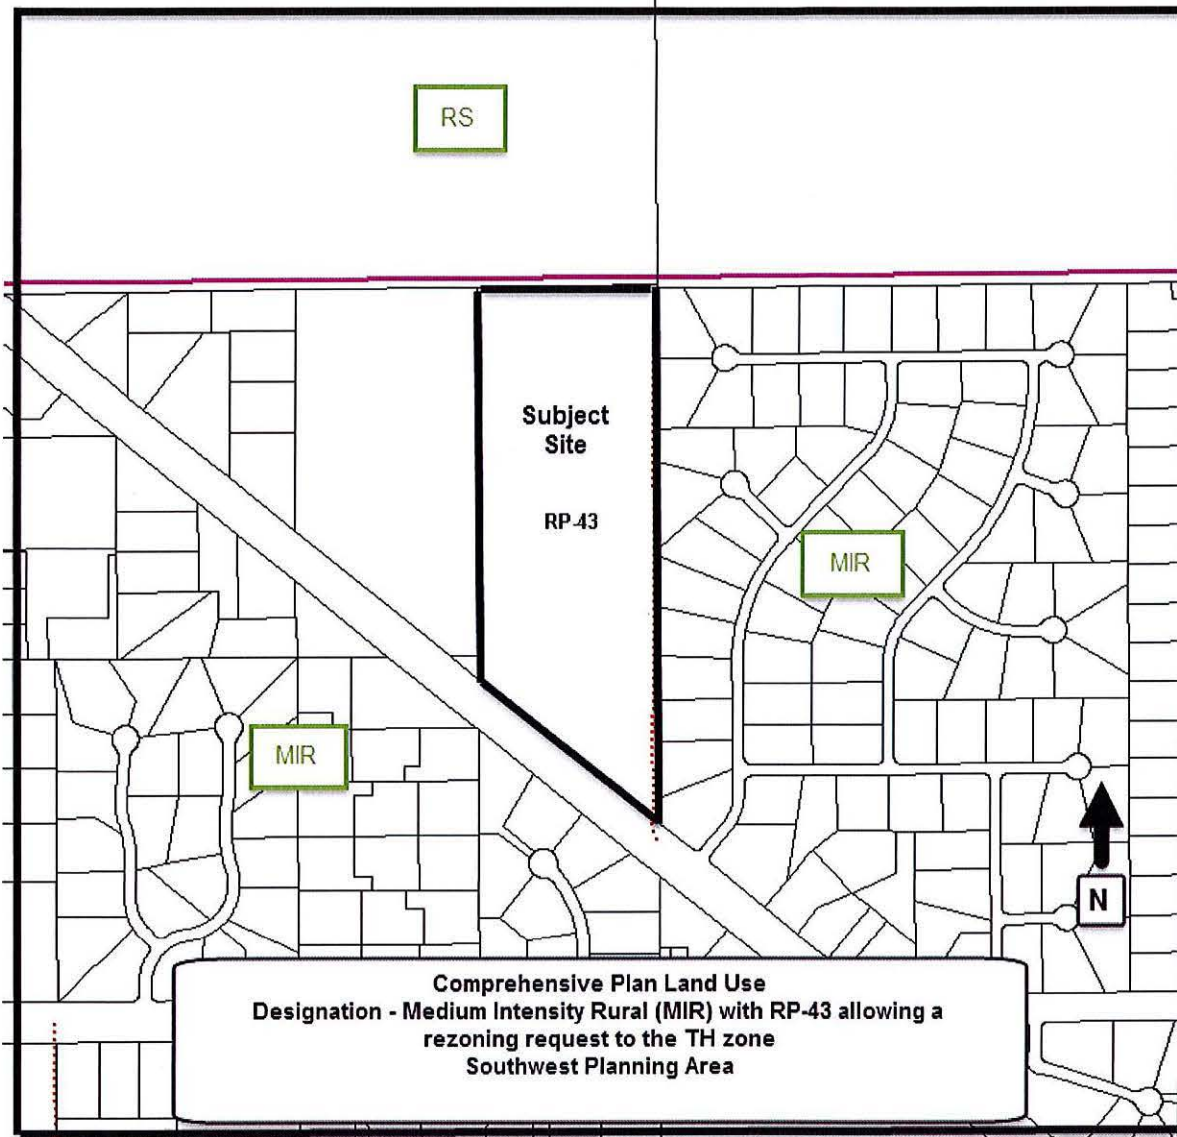 RS
Subject
Site
RP-43
MIR
MIR
N
Comprehensive Plan Land Use
Designation - Medium Intensity Rural (MIR) with RP-43 allowing a
rezoning request to the TH zone
Southwest Planning Area